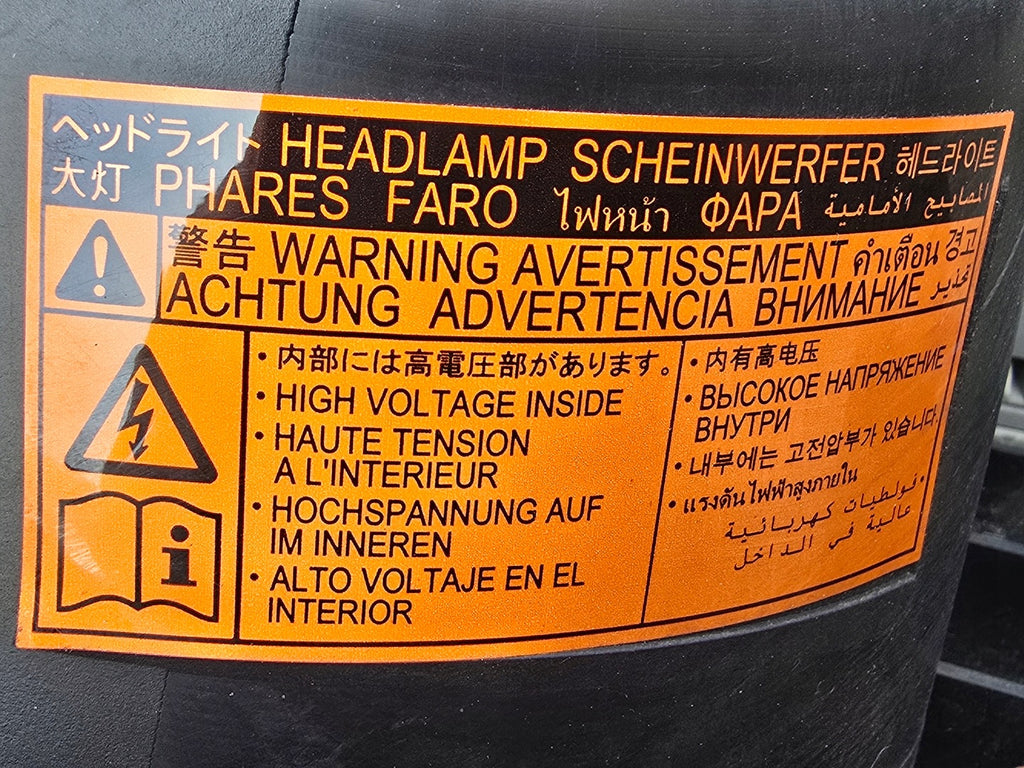 ヘッドライト HEADLAMP SCHEINWERFER 헤드라이트
大灯 PHARES FARO ไฟหน้า ФАРА المصابيح الأمامية
警告 WARNING AVERTISSEMENT คำเตือน 경고
ACHTUNG ADVERTENCIA ВНИМАНИЕ تحذير
・内部には高電圧部があります。
・HIGH VOLTAGE INSIDE
・HAUTE TENSION
A L'INTERIEUR
・HOCHSPANNUNG AUF
IM INNEREN
・ALTO VOLTAJE EN EL
INTERIOR
・内有高电压
・ВЫСОКОЕ НАПРЯЖЕНИЕ
ВНУТРИ
・내부에는 고전압부가 있습니다.
・แรงดันไฟฟ้าสูงภายใน
・فولطيات كهربائية
عالية في الداخل